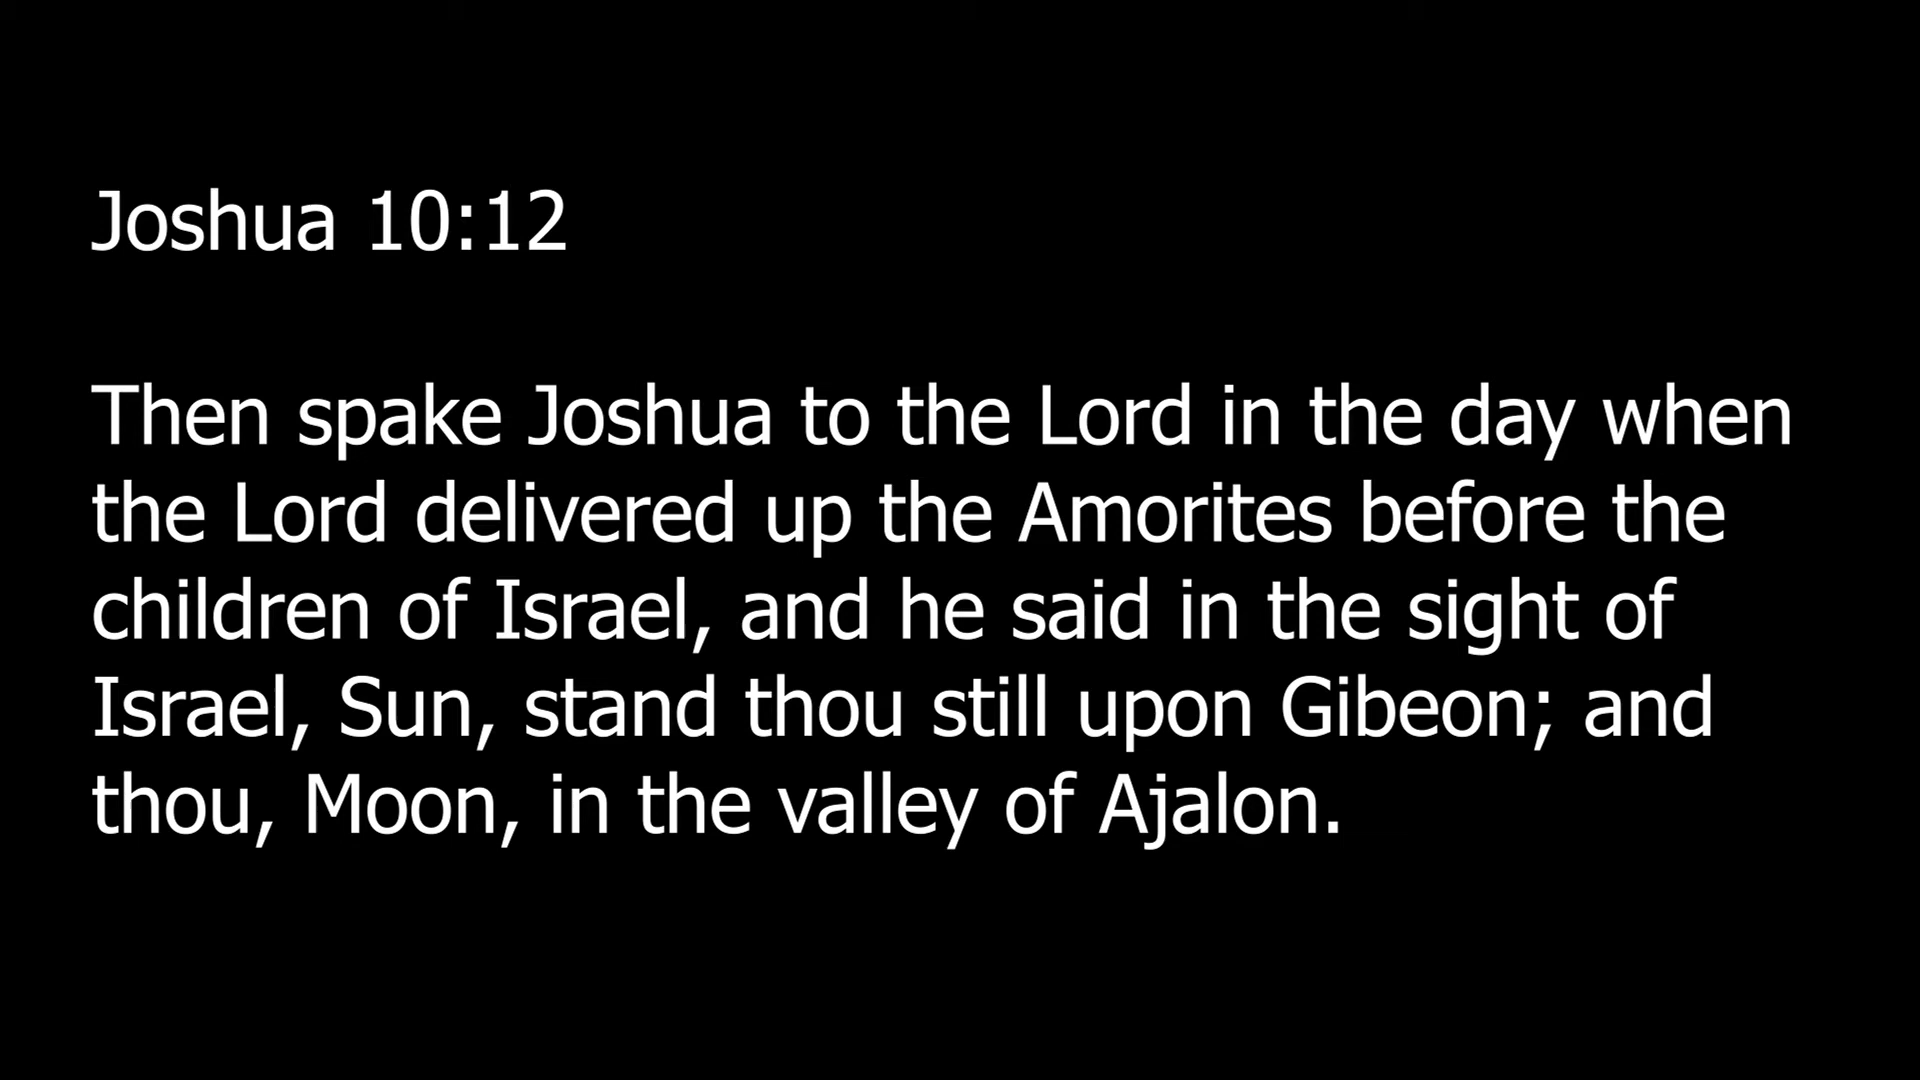 Joshua 10:12
Then spake Joshua to the Lord in the day when
the Lord delivered up the Amorites before the
children of Israel, and he said in the sight of
Israel, Sun, stand thou still upon Gibeon; and
thou, Moon, in the valley of Ajalon.